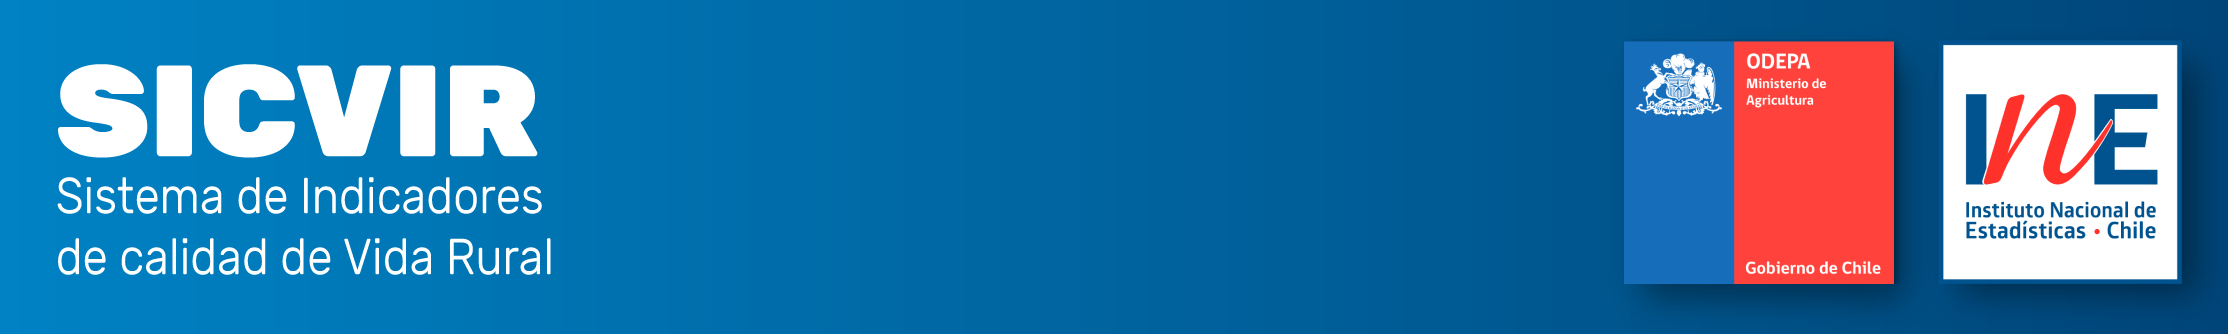 SICVIR
Sistema de Indicadores
de calidad de Vida Rural
ODEPA
Ministerio de
Agricultura
Gobierno de Chile
INE
Instituto Nacional de
Estadísticas • Chile